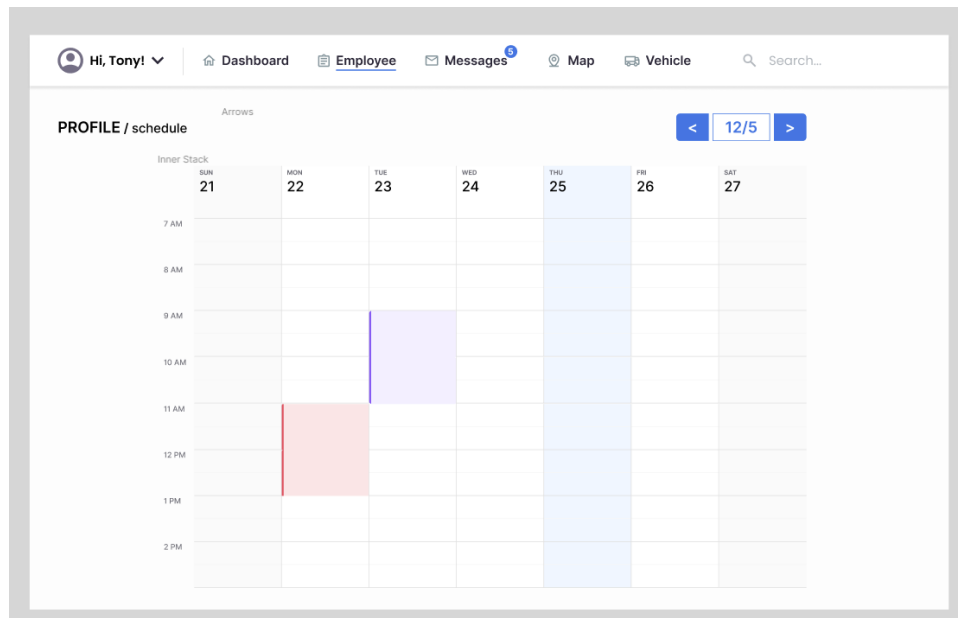 Hi, Tony! Dashboard Employee Messages 5 Map Vehicle Search...
Arrows
PROFILE / schedule < 12/5 >
Inner Stack
SUN MON TUE WED THU FRI SAT
21 22 23 24 25 26 27
7 AM
8 AM
9 AM
10 AM
11 AM
12 PM
1 PM
2 PM